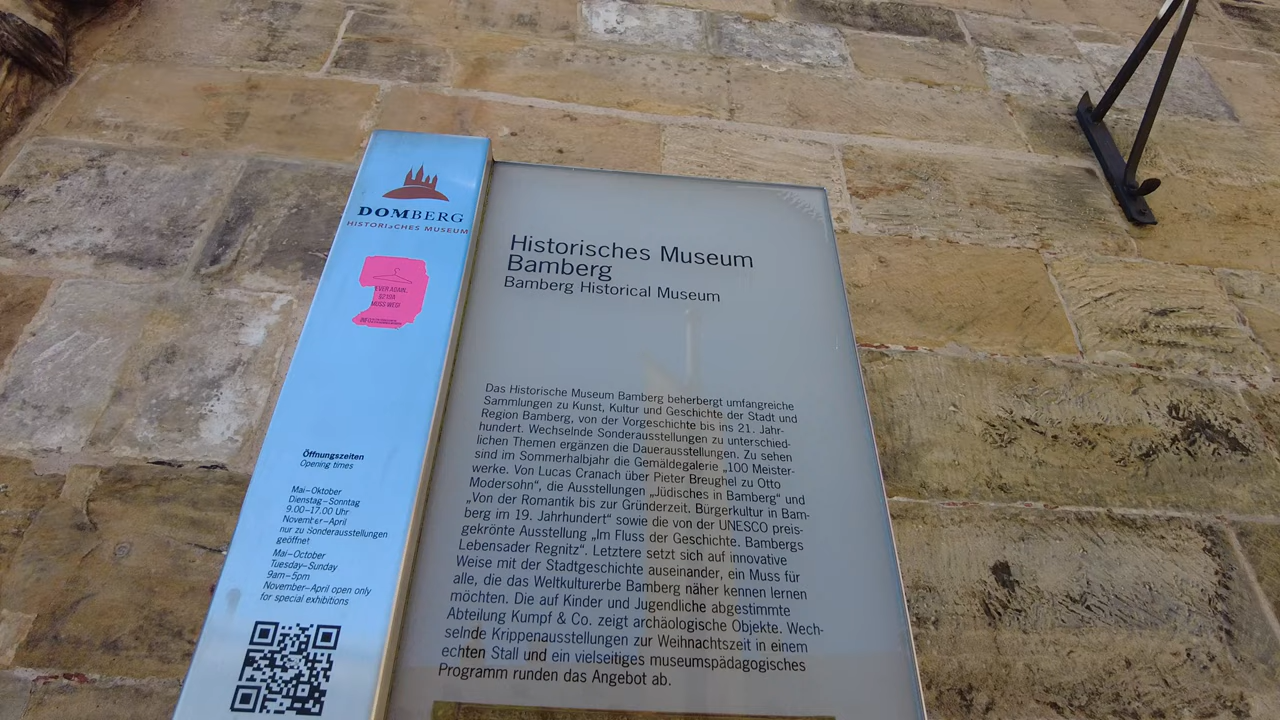 DOMBERG
HISTORISCHES MUSEUM
EVER AGAIN.
§218
MUSS WEG!
Öffnungszeiten
Opening times
Mai–Oktober
Dienstag–Sonntag
9.00–17.00 Uhr
November–April
nur zu Sonderausstellungen
geöffnet
Mai–October
Tuesday–Sunday
9am–5pm
November–April open only
for special exhibitions
Historisches Museum
Bamberg
Bamberg Historical Museum
Das Historische Museum Bamberg beherbergt umfangreiche
Sammlungen zu Kunst, Kultur und Geschichte der Stadt und
Region Bamberg, von der Vorgeschichte bis ins 21. Jahr-
hundert. Wechselnde Sonderausstellungen zu unterschied-
lichen Themen ergänzen die Dauerausstellungen. Zu sehen
sind im Sommerhalbjahr die Gemäldegalerie „100 Meister-
werke. Von Lucas Cranach über Pieter Breughel zu Otto
Modersohn“, die Ausstellungen „Jüdisches in Bamberg“ und
„Von der Romantik bis zur Gründerzeit. Bürgerkultur in Bam-
berg im 19. Jahrhundert“ sowie die von der UNESCO preis-
gekrönte Ausstellung „Im Fluss der Geschichte. Bambergs
Lebensader Regnitz“. Letztere setzt sich auf innovative
Weise mit der Stadtgeschichte auseinander, ein Muss für
alle, die das Weltkulturerbe Bamberg näher kennen lernen
möchten. Die auf Kinder und Jugendliche abgestimmte
Abteilung Kumpf & Co. zeigt archäologische Objekte. Wech-
selnde Krippenausstellungen zur Weihnachtszeit in einem
echten Stall und ein vielseitiges museumspädagogisches
Programm runden das Angebot ab.